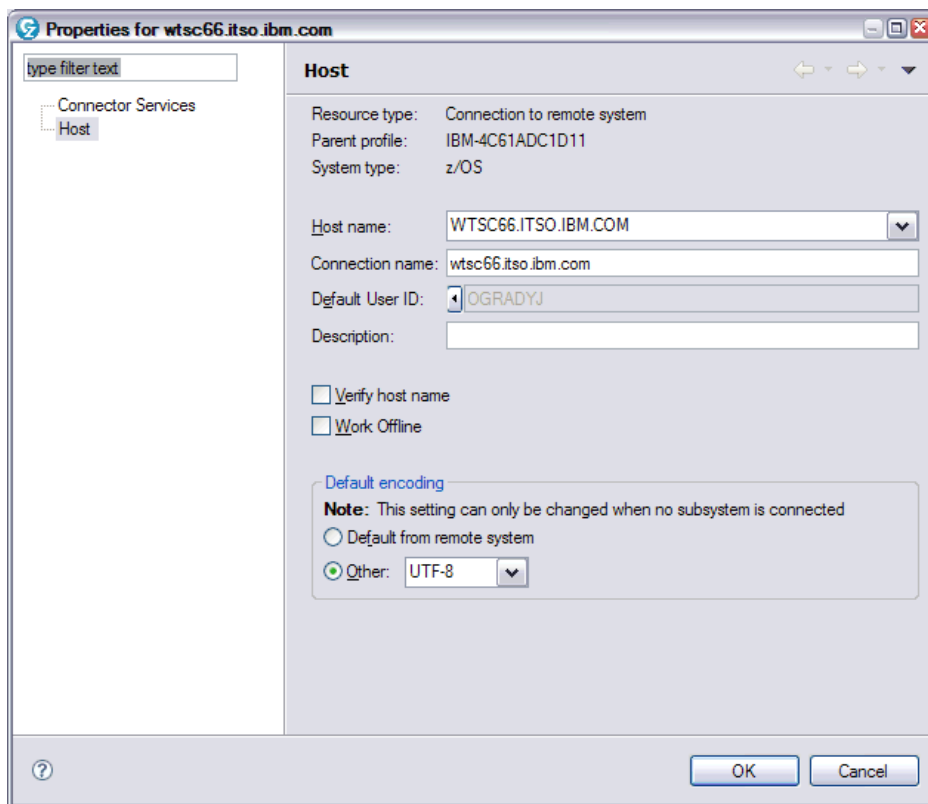 Properties for wtsc66.itso.ibm.com
type filter text
Connector Services
Host
Host
Resource type: Connection to remote system
Parent profile: IBM-4C61ADC1D11
System type: z/OS
Host name: WTSC66.ITSO.IBM.COM
Connection name: wtsc66.itso.ibm.com
Default User ID: OGRADYJ
Description:
Verify host name
Work Offline
Default encoding
Note: This setting can only be changed when no subsystem is connected
Default from remote system
Other: UTF-8
OK Cancel